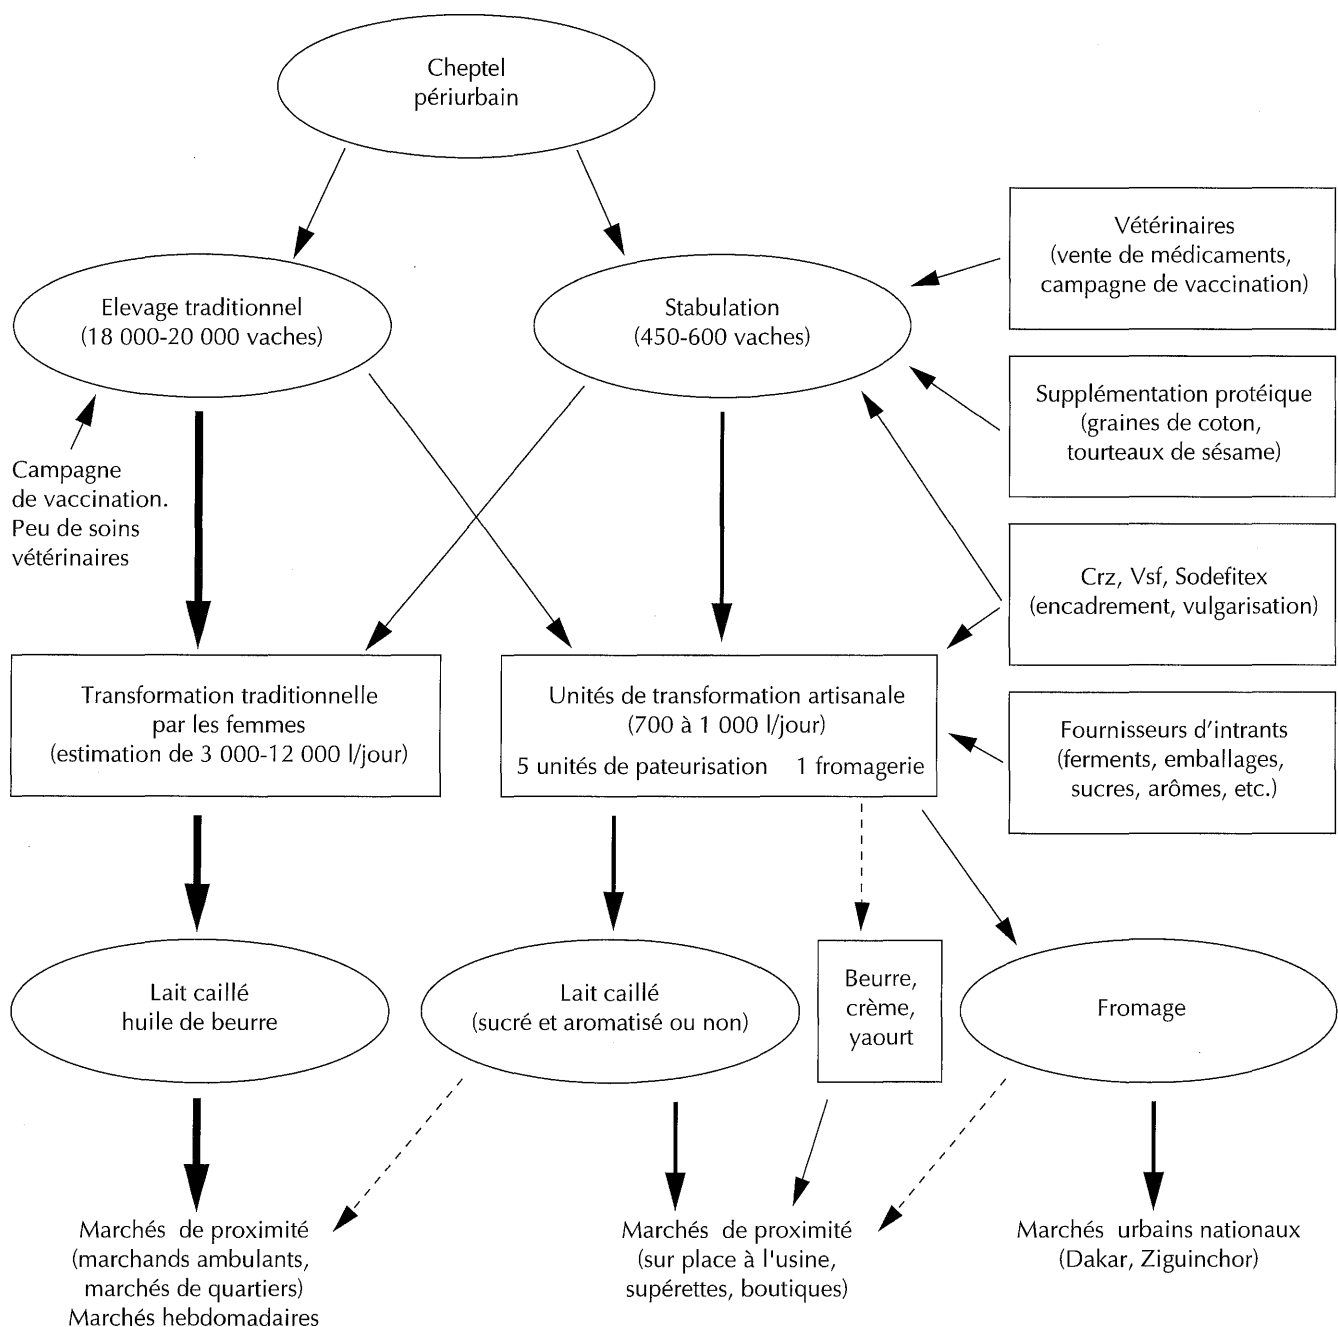 Cheptel
périurbain
Vétérinaires
(vente de médicaments,
campagne de vaccination)
Elevage traditionnel
(18 000-20 000 vaches)
Stabulation
(450-600 vaches)
Supplémentation protéique
(graines de coton,
tourteaux de sésame)
Campagne
de vaccination.
Peu de soins
vétérinaires
Crz, Vsf, Sodefitex
(encadrement, vulgarisation)
Transformation traditionnelle
par les femmes
(estimation de 3 000-12 000 l/jour)
Unités de transformation artisanale
(700 à 1 000 l/jour)
5 unités de pateurisation 1 fromagerie
Fournisseurs d'intrants
(ferments, emballages,
sucres, arômes, etc.)
Lait caillé
huile de beurre
Lait caillé
(sucré et aromatisé ou non)
Beurre,
crème,
yaourt
Fromage
Marchés de proximité
(marchands ambulants,
marchés de quartiers)
Marchés hebdomadaires
Marchés de proximité
(sur place à l'usine,
supérettes, boutiques)
Marchés urbains nationaux
(Dakar, Ziguinchor)